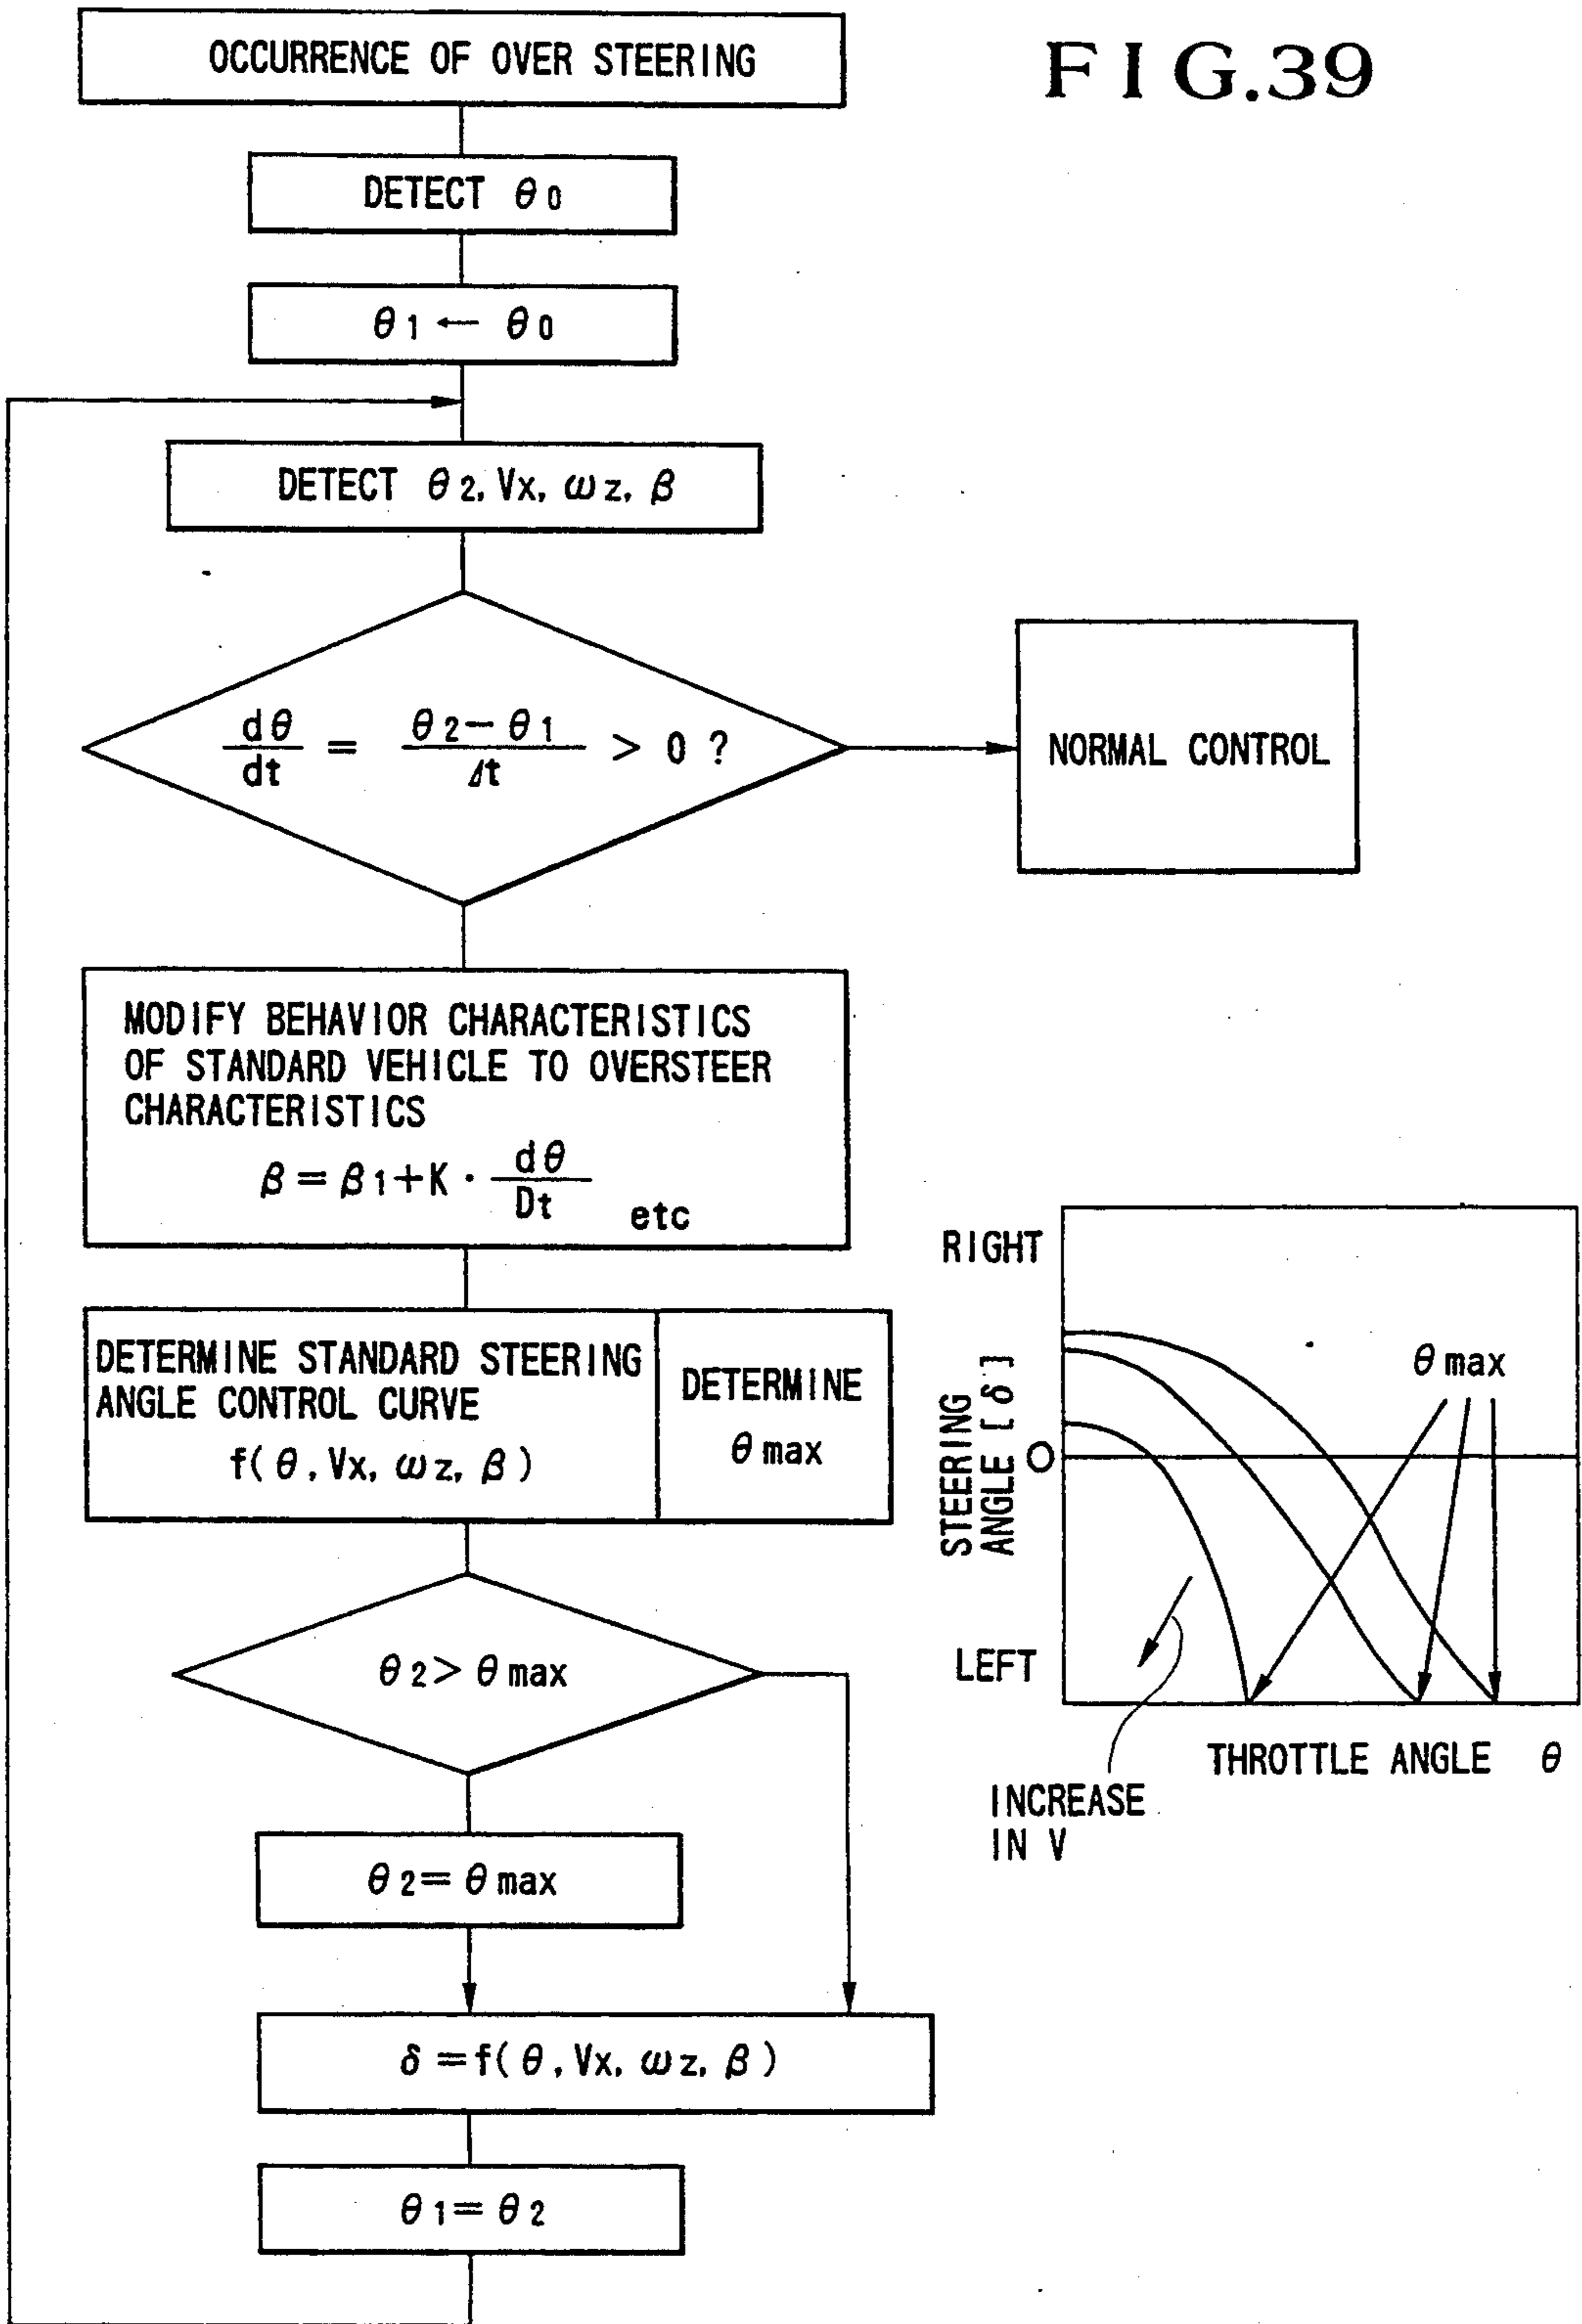 FIG.39
OCCURRENCE OF OVER STEERING
DETECT θ0
θ1 ← θ0
DETECT θ2, Vx, ωz, β
dθ/dt = θ2−θ1/Δt > 0 ?
NORMAL CONTROL
MODIFY BEHAVIOR CHARACTERISTICS
OF STANDARD VEHICLE TO OVERSTEER
CHARACTERISTICS
β = β1+K · dθ/Dt etc
DETERMINE STANDARD STEERING
ANGLE CONTROL CURVE
f(θ, Vx, ωz, β)
DETERMINE
θmax
θ2 > θmax
θ2 = θmax
δ = f(θ, Vx, ωz, β)
θ1 = θ2
RIGHT
STEERING
ANGLE [δ]
O
LEFT
θmax
THROTTLE ANGLE θ
INCREASE
IN V